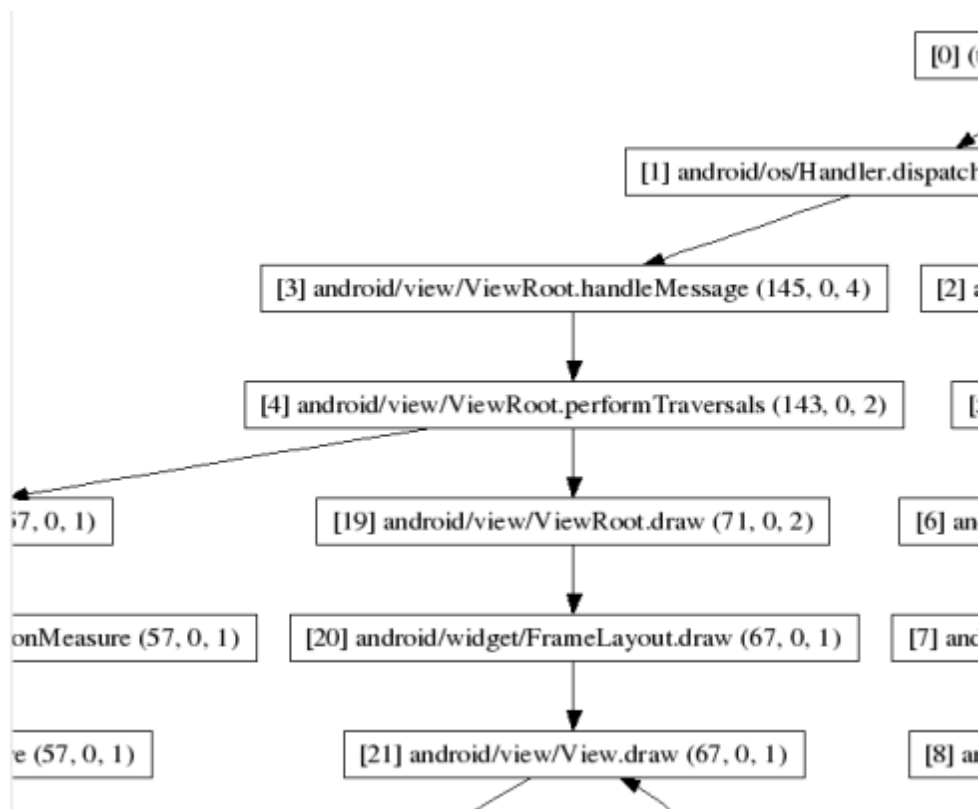 [0] (
[1] android/os/Handler.dispatch
[3] android/view/ViewRoot.handleMessage (145, 0, 4)
[2] a
[4] android/view/ViewRoot.performTraversals (143, 0, 2)
[
57, 0, 1)
[19] android/view/ViewRoot.draw (71, 0, 2)
[6] an
onMeasure (57, 0, 1)
[20] android/widget/FrameLayout.draw (67, 0, 1)
[7] and
e (57, 0, 1)
[21] android/view/View.draw (67, 0, 1)
[8] an